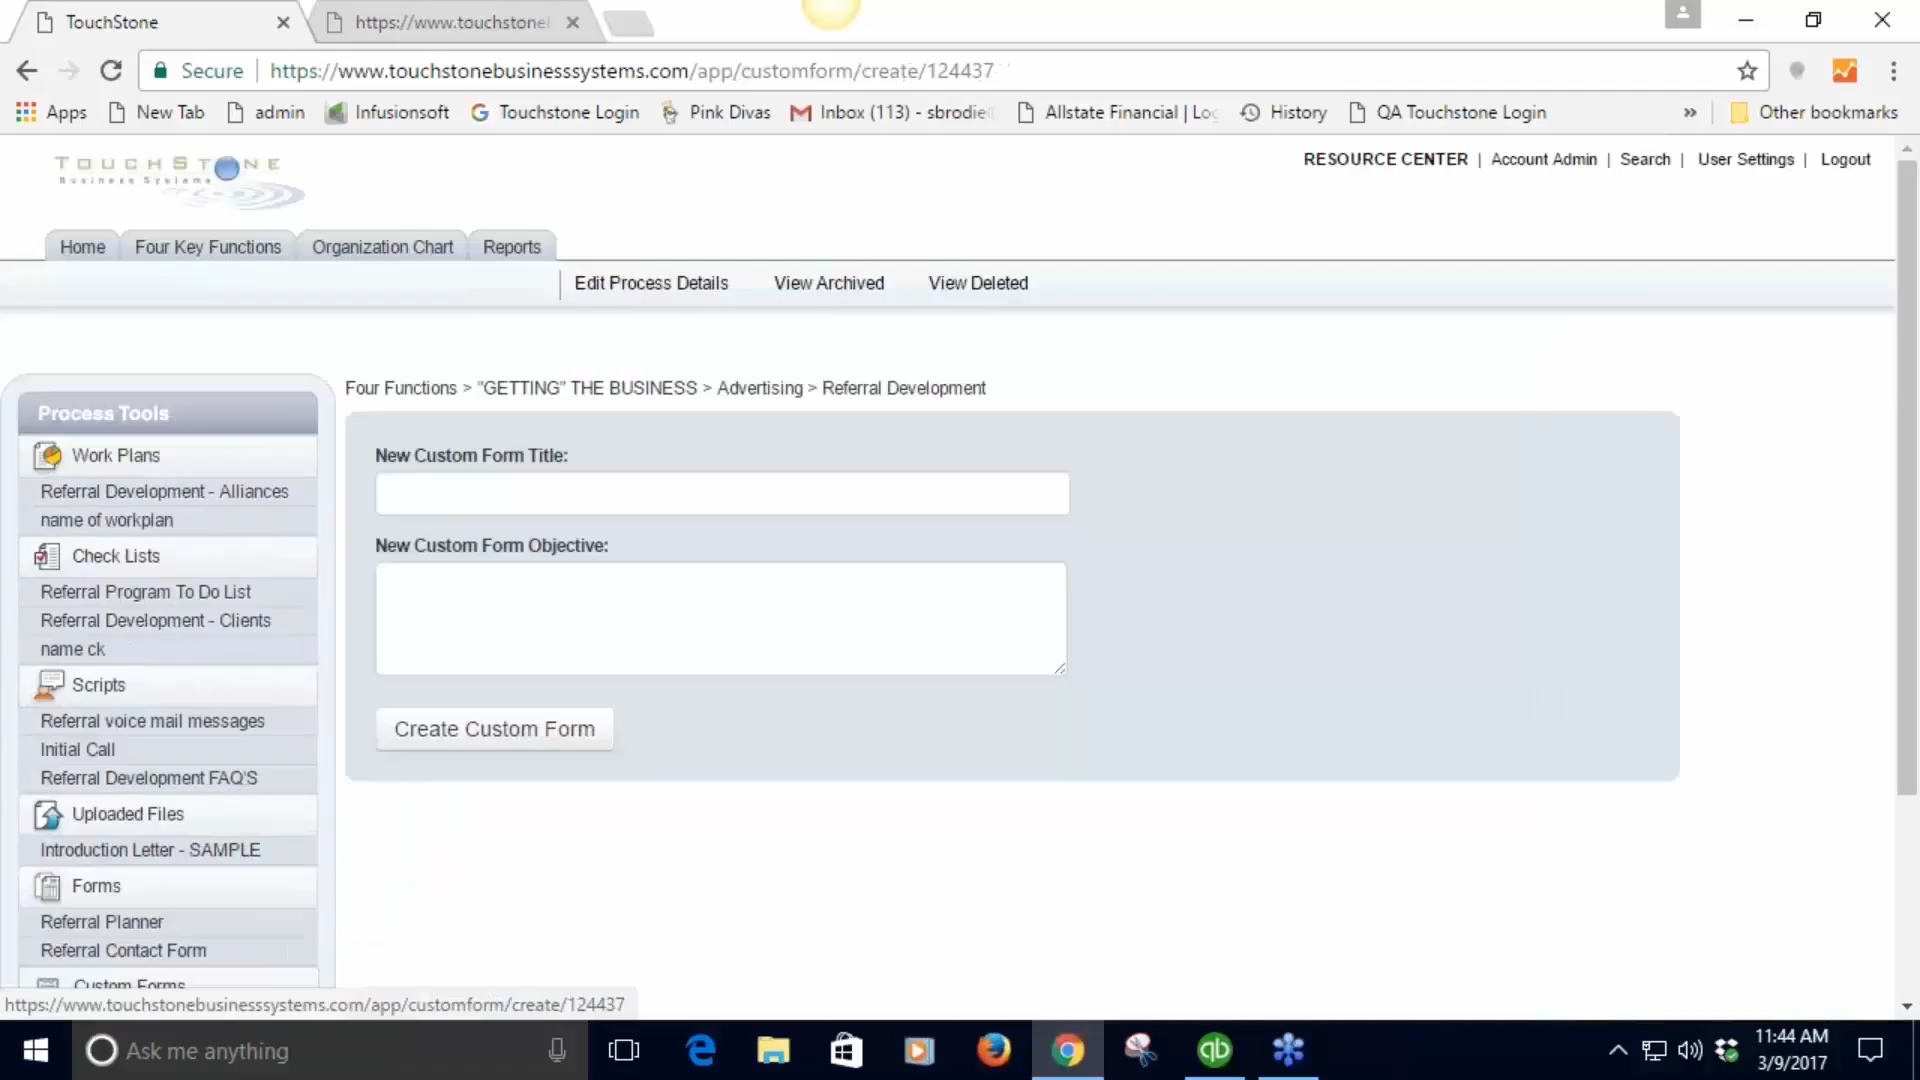 TouchStone
https://www.touchstonel
Secure
https://www.touchstonebusinesssystems.com/app/customform/create/124437
Apps
New Tab
admin
Infusionsoft
Touchstone Login
Pink Divas
Inbox (113) - sbrodie
Allstate Financial | Log
History
QA Touchstone Login
»
Other bookmarks
TOUCHSTONE
Business Systems
RESOURCE CENTER | Account Admin | Search | User Settings | Logout
Home
Four Key Functions
Organization Chart
Reports
Edit Process Details
View Archived
View Deleted
Four Functions > "GETTING" THE BUSINESS > Advertising > Referral Development
Process Tools
Work Plans
Referral Development - Alliances
name of workplan
Check Lists
Referral Program To Do List
Referral Development - Clients
name ck
Scripts
Referral voice mail messages
Initial Call
Referral Development FAQ'S
Uploaded Files
Introduction Letter - SAMPLE
Forms
Referral Planner
Referral Contact Form
Custom Forms
New Custom Form Title:
New Custom Form Objective:
Create Custom Form
https://www.touchstonebusinesssystems.com/app/customform/create/124437
Ask me anything
11:44 AM
3/9/2017